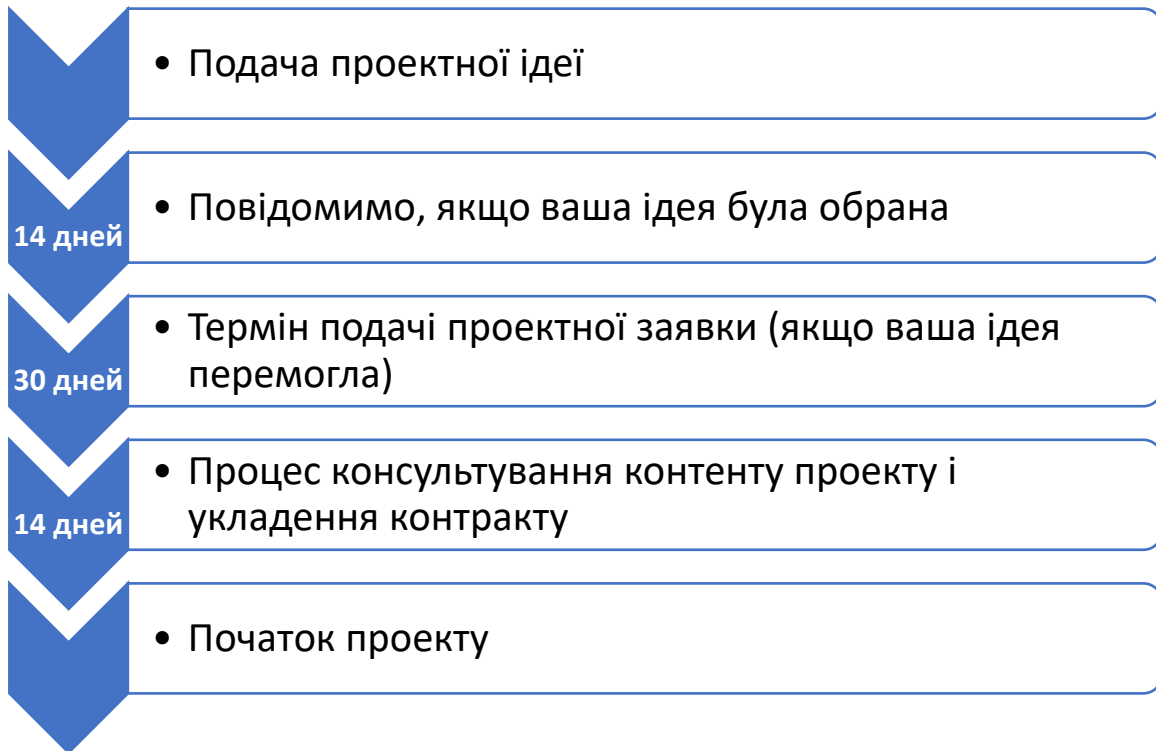 • Подача проектної ідеї
14 дней
• Повідомимо, якщо ваша ідея була обрана
30 дней
• Термін подачі проектної заявки (якщо ваша ідея
перемогла)
14 дней
• Процес консультування контенту проекту і
укладення контракту
• Початок проекту